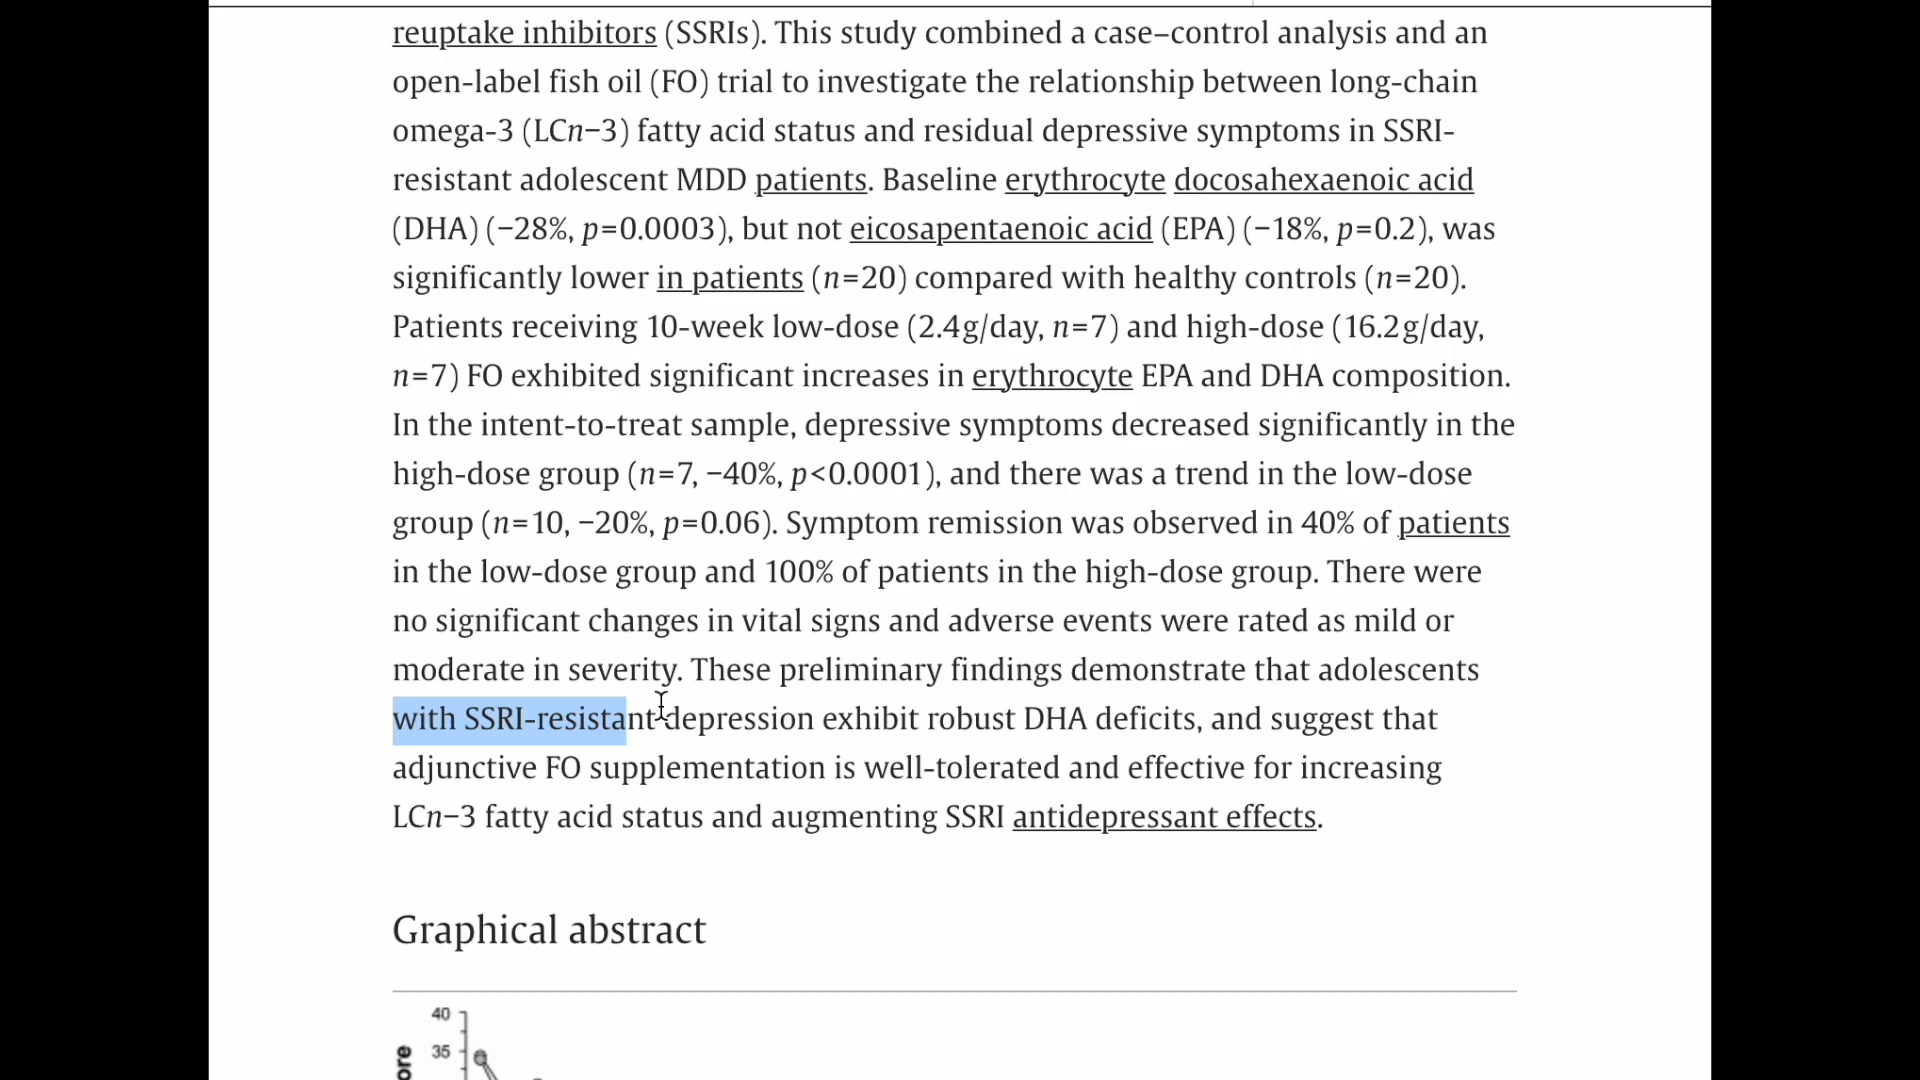 reuptake inhibitors (SSRIs). This study combined a case–control analysis and an
open-label fish oil (FO) trial to investigate the relationship between long-chain
omega-3 (LCn−3) fatty acid status and residual depressive symptoms in SSRI-
resistant adolescent MDD patients. Baseline erythrocyte docosahexaenoic acid
(DHA) (−28%, p=0.0003), but not eicosapentaenoic acid (EPA) (−18%, p=0.2), was
significantly lower in patients (n=20) compared with healthy controls (n=20).
Patients receiving 10-week low-dose (2.4g/day, n=7) and high-dose (16.2g/day,
n=7) FO exhibited significant increases in erythrocyte EPA and DHA composition.
In the intent-to-treat sample, depressive symptoms decreased significantly in the
high-dose group (n=7, −40%, p<0.0001), and there was a trend in the low-dose
group (n=10, −20%, p=0.06). Symptom remission was observed in 40% of patients
in the low-dose group and 100% of patients in the high-dose group. There were
no significant changes in vital signs and adverse events were rated as mild or
moderate in severity. These preliminary findings demonstrate that adolescents
with SSRI-resistant depression exhibit robust DHA deficits, and suggest that
adjunctive FO supplementation is well-tolerated and effective for increasing
LCn−3 fatty acid status and augmenting SSRI antidepressant effects.
Graphical abstract
40
35